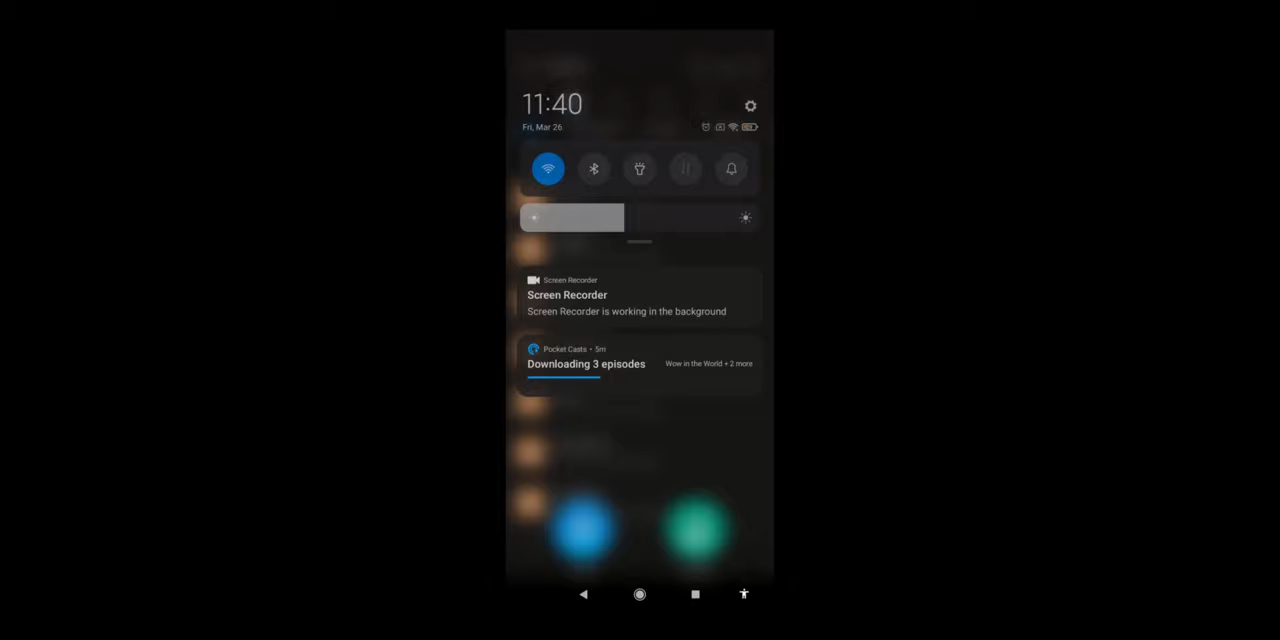 11:40
Fri, Mar 26
Screen Recorder
Screen Recorder
Screen Recorder is working in the background
Pocket Casts • 5m
Downloading 3 episodes Wow in the World + 2 more